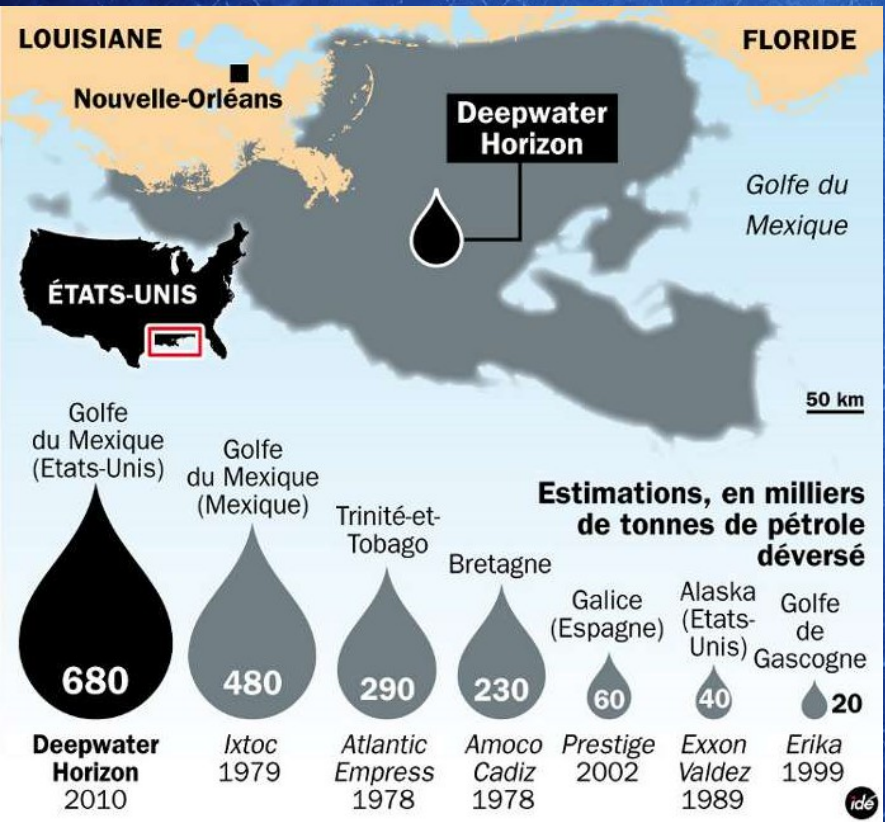 LOUISIANE
FLORIDE
Nouvelle-Orléans
Deepwater
Horizon
Golfe du
Mexique
ÉTATS-UNIS
50 km
Estimations, en milliers
de tonnes de pétrole
déversé
Golfe
du Mexique
(Etats-Unis)
680
Deepwater
Horizon
2010
Golfe
du Mexique
(Mexique)
480
Ixtoc
1979
Trinité-et-
Tobago
290
Atlantic
Empress
1978
Bretagne
230
Amoco
Cadiz
1978
Galice
(Espagne)
60
Prestige
2002
Alaska
(Etats-
Unis)
40
Exxon
Valdez
1989
Golfe
de
Gascogne
20
Erika
1999
idé